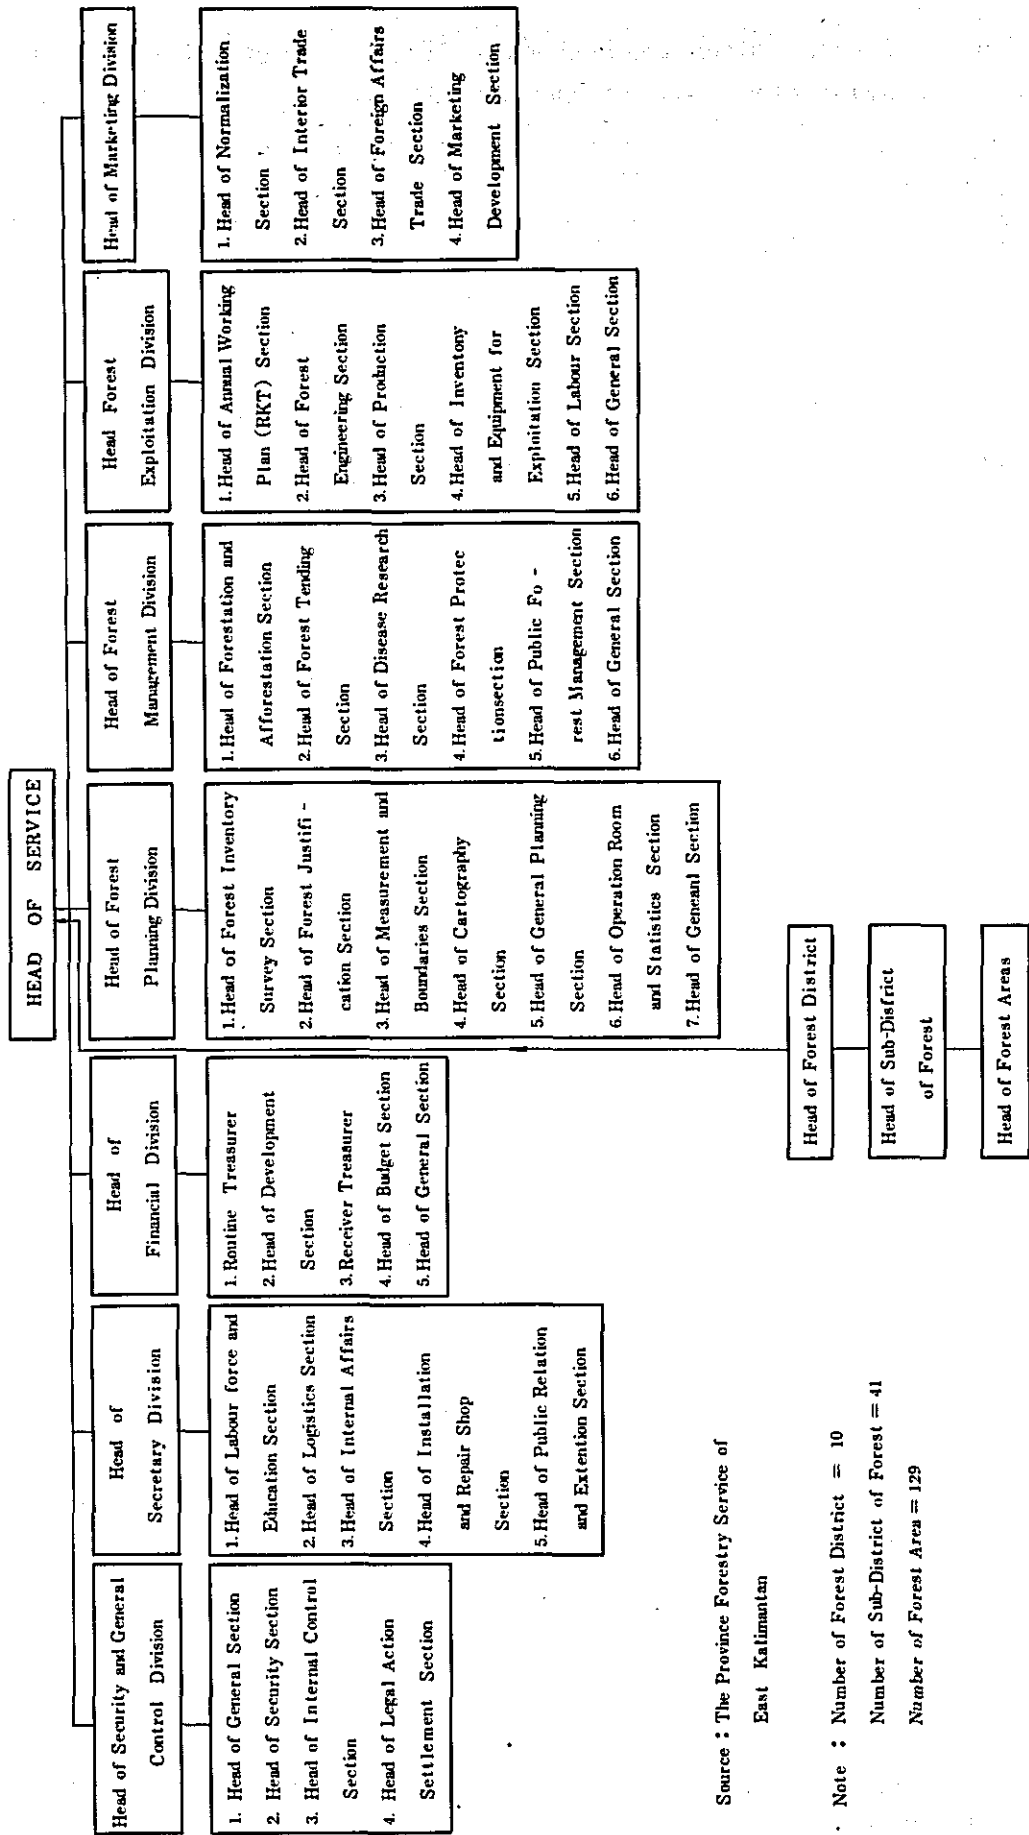 HEAD OF SERVICE
Head of Security and General
Control Division
1. Head of General Section
2. Head of Security Section
3. Head of Internal Control
Section
4. Head of Legal Action
Settlement Section
Head of
Secretary Division
1. Head of Labour force and
Education Section
2. Head of Logistics Section
3. Head of Internal Affairs
Section
4. Head of Installation
and Repair Shop
Section
5. Head of Public Relation
and Extention Section
Head of
Financial Division
1. Routine Treasurer
2. Head of Development
Section
3. Receiver Treasurer
4. Head of Budget Section
5. Head of General Section
Head of Forest
Planning Division
1. Head of Forest Inventory
Survey Section
2. Head of Forest Justifi -
cation Section
3. Head of Measurement and
Boundaries Section
4. Head of Cartography
Section
5. Head of General Planning
Section
6. Head of Operation Room
and Statistics Section
7. Head of Geneanl Section
Head of Forest
Management Division
1. Head of Forestation and
Afforestation Section
2. Head of Forest Tending
Section
3. Head of Disease Research
Section
4. Head of Forest Protec
tionsection
5. Head of Public Fo -
rest Management Section
6. Head of General Section
Head Forest
Exploitation Division
1. Head of Annual Working
Plan (RKT) Section
2. Head of Forest
Engineering Section
3. Head of Production
Section
4. Head of Inventony
and Equipment for
Exploitation Section
5. Head of Labour Section
6. Head of General Section
Head of Marketing Division
1. Head of Normalization
Section
2. Head of Interior Trade
Section
3. Head of Foreign Affairs
Trade Section
4. Head of Marketing
Development Section
Head of Forest District
Head of Sub-District
of Forest
Head of Forest Areas
Source : The Province Forestry Service of
East Kalimantan
Note : Number of Forest District = 10
Number of Sub-District of Forest = 41
Number of Forest Area = 129